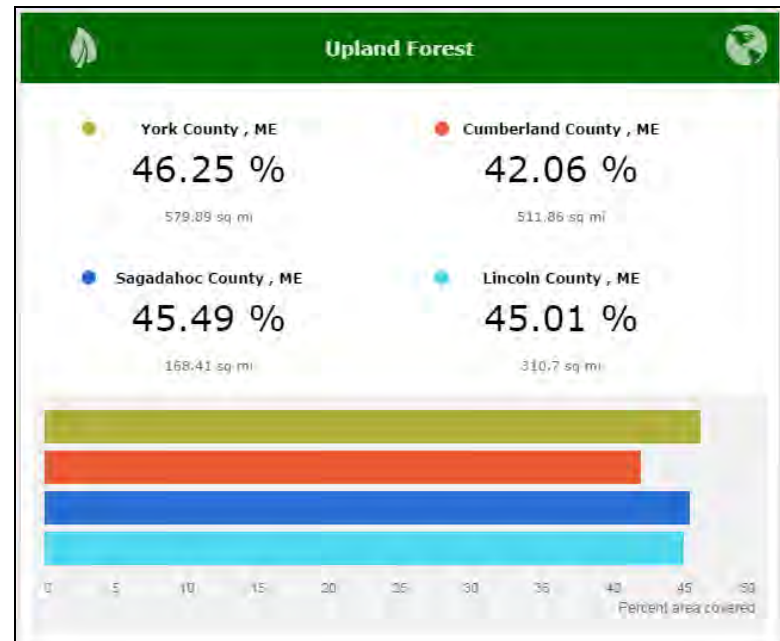 Upland Forest
York County , ME
46.25 %
579.89 sq mi
Cumberland County , ME
42.06 %
511.86 sq mi
Sagadahoc County , ME
45.49 %
168.41 sq mi
Lincoln County , ME
45.01 %
310.7 sq mi
0 5 10 15 20 25 30 35 40 45 50
Percent area covered